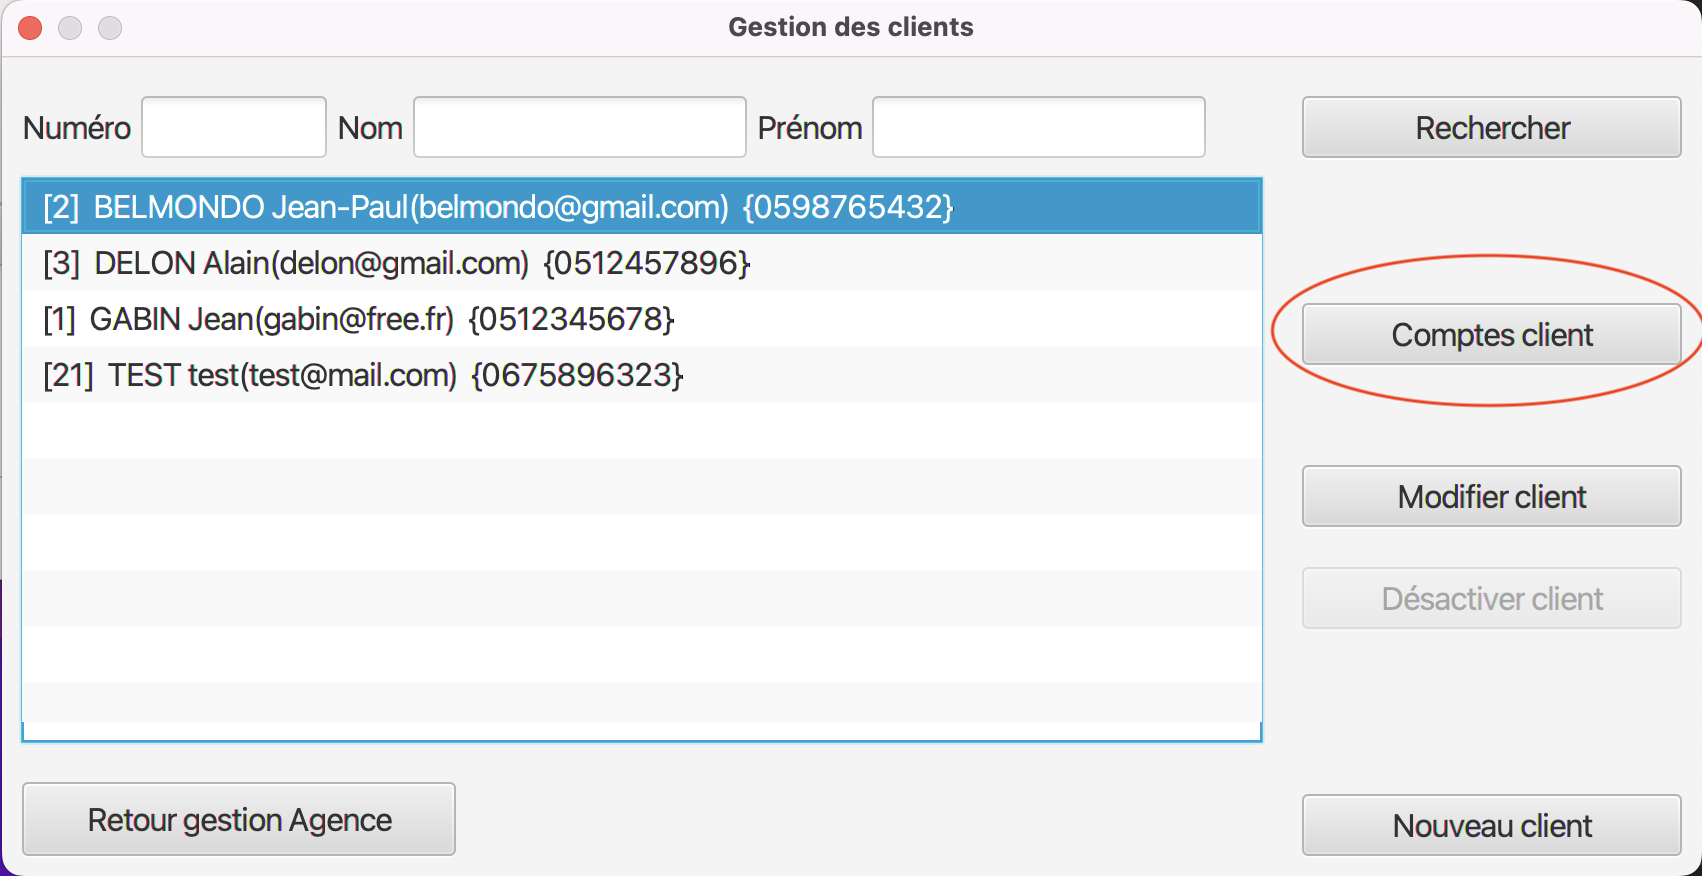 Gestion des clients
Numéro Nom Prénom Rechercher
[2] BELMONDO Jean-Paul(belmondo@gmail.com) {0598765432}
[3] DELON Alain(delon@gmail.com) {0512457896}
[1] GABIN Jean(gabin@free.fr) {0512345678}
[21] TEST test(test@mail.com) {0675896323}
Comptes client
Modifier client
Désactiver client
Retour gestion Agence
Nouveau client